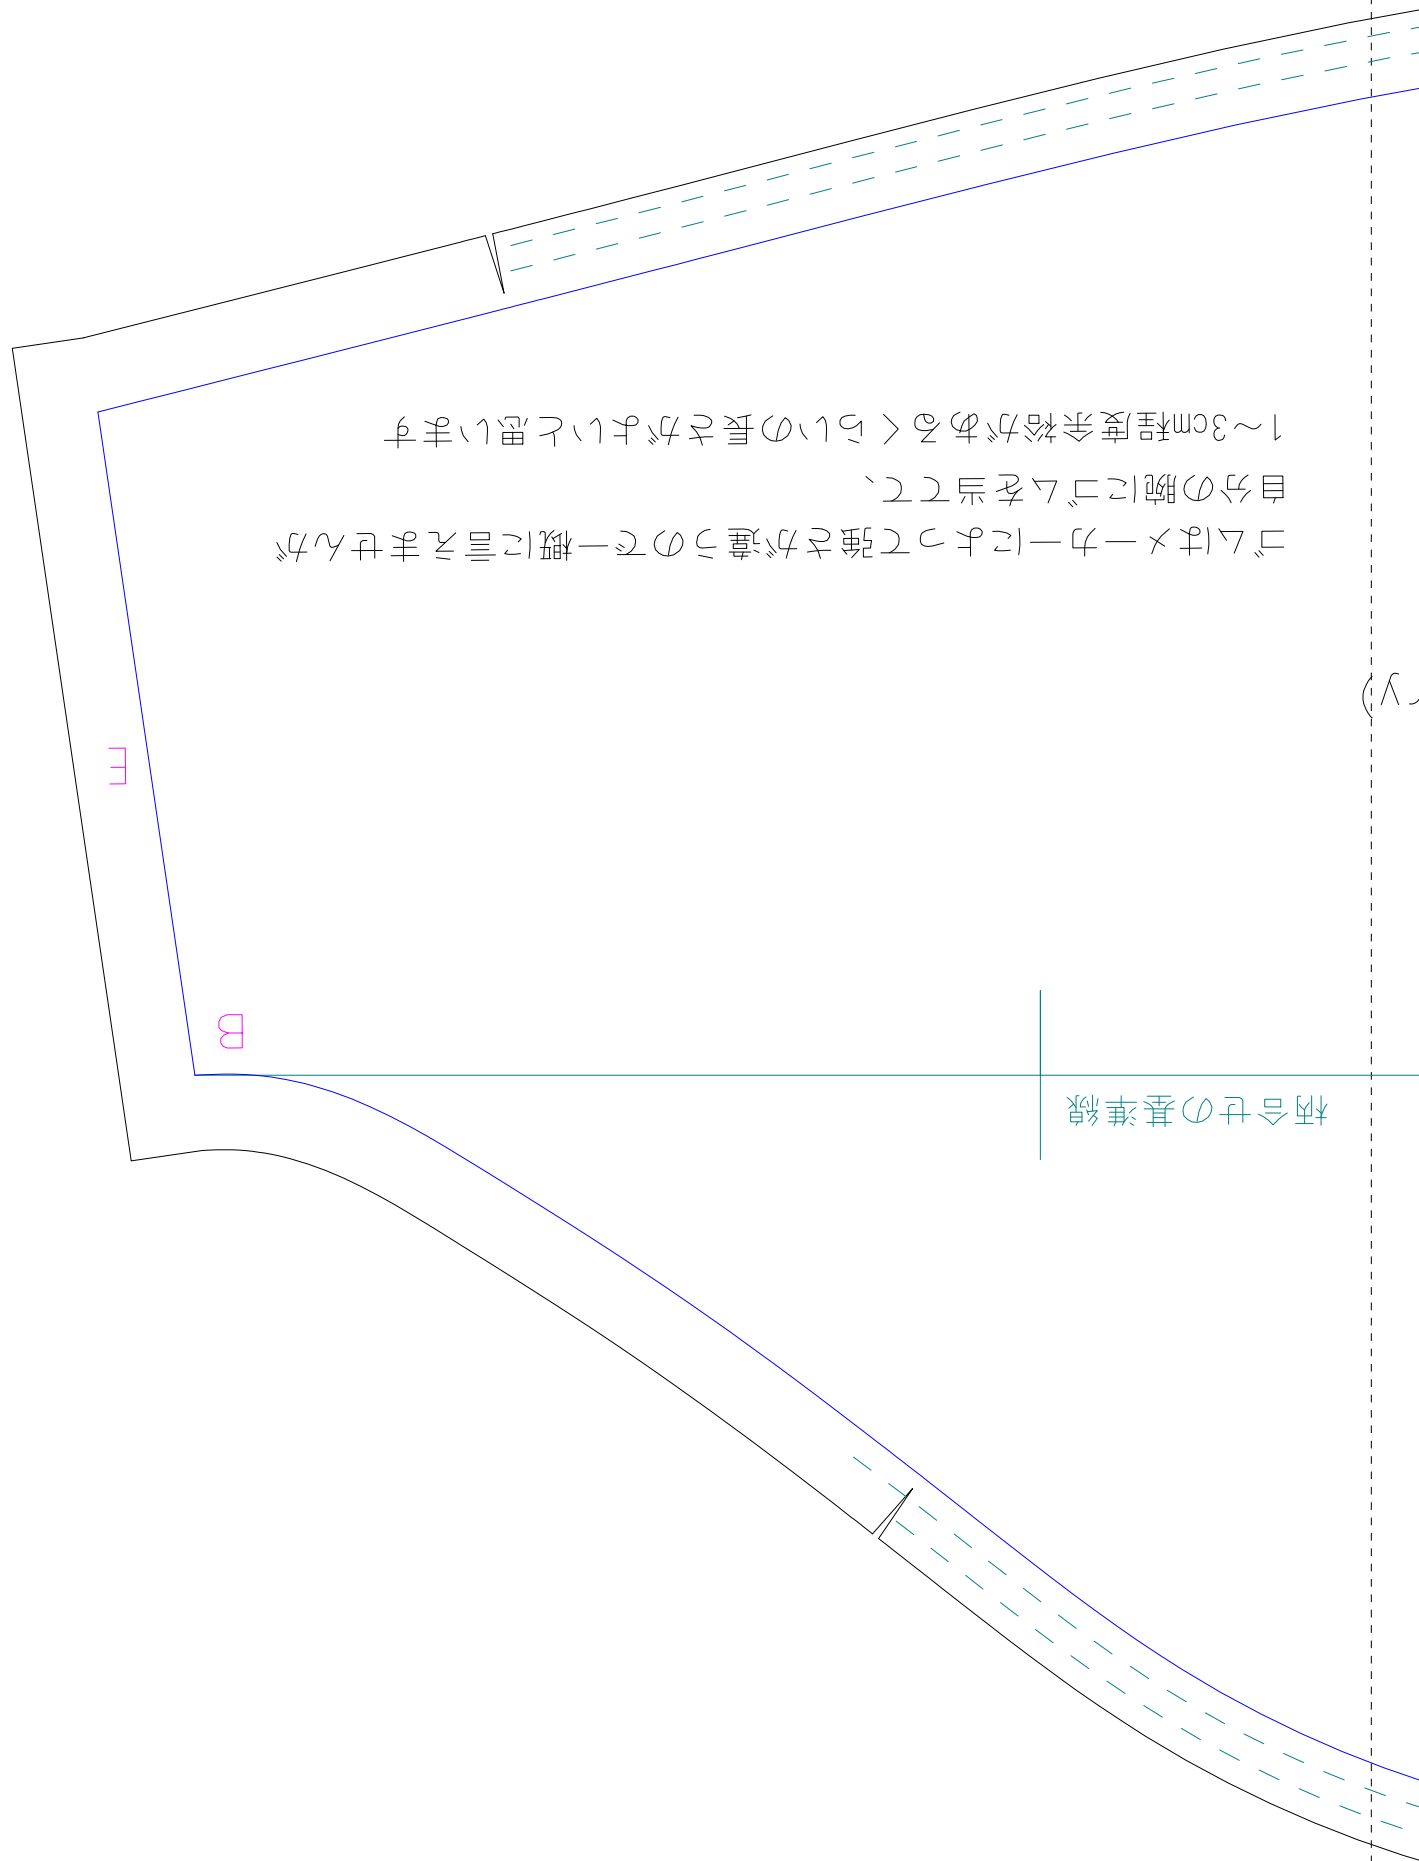 ゴムはメーカーによって強さが違うので一概に言えませんが
自分の腕にゴムを当てて、
1~3cm程度余裕があるくらいの長さがよいと思います
ry)
柄合せの基準線
B
E